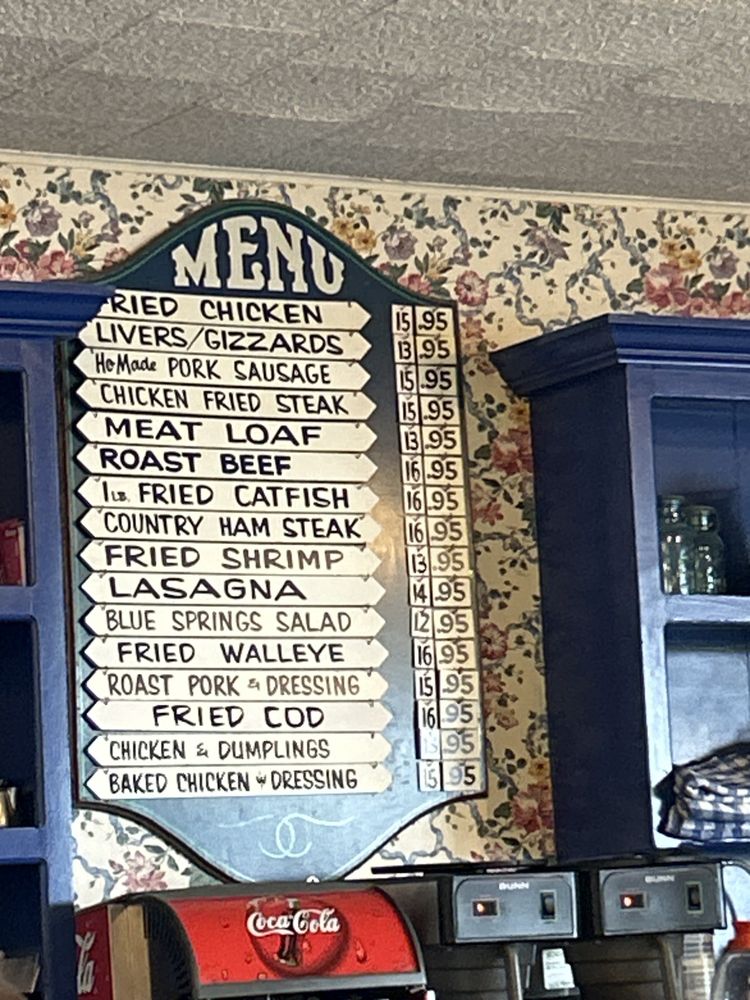 MENU
FRIED CHICKEN 15.95
LIVERS/GIZZARDS 13.95
HoMade PORK SAUSAGE 15.95
CHICKEN FRIED STEAK 15.95
MEAT LOAF 13.95
ROAST BEEF 16.95
1 LB. FRIED CATFISH 16.95
COUNTRY HAM STEAK 16.95
FRIED SHRIMP 13.95
LASAGNA 14.95
BLUE SPRINGS SALAD 12.95
FRIED WALLEYE 16.95
ROAST PORK & DRESSING 15.95
FRIED COD 16.95
CHICKEN & DUMPLINGS .95
BAKED CHICKEN W DRESSING 15.95
BUNN
BUNN
Coca-Cola